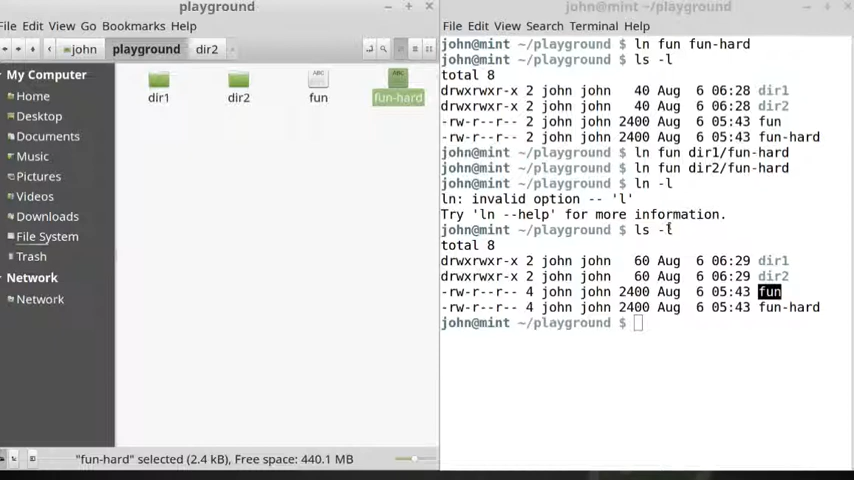 playground
File Edit View Go Bookmarks Help
john playground dir2
My Computer
Home
Desktop
Documents
Music
Pictures
Videos
Downloads
File System
Trash
Network
Network
ABC
ABC
dir1 dir2 fun fun-hard
"fun-hard" selected (2.4 kB), Free space: 440.1 MB
john@mint ~/playground
File Edit View Search Terminal Help
john@mint ~/playground $ ln fun fun-hard
john@mint ~/playground $ ls -l
total 8
drwxrwxr-x 2 john john 40 Aug 6 06:28 dir1
drwxrwxr-x 2 john john 40 Aug 6 06:28 dir2
-rw-r--r-- 2 john john 2400 Aug 6 05:43 fun
-rw-r--r-- 2 john john 2400 Aug 6 05:43 fun-hard
john@mint ~/playground $ ln fun dir1/fun-hard
john@mint ~/playground $ ln fun dir2/fun-hard
john@mint ~/playground $ ln -l
ln: invalid option -- 'l'
Try 'ln --help' for more information.
john@mint ~/playground $ ls -l
total 8
drwxrwxr-x 2 john john 60 Aug 6 06:29 dir1
drwxrwxr-x 2 john john 60 Aug 6 06:29 dir2
-rw-r--r-- 4 john john 2400 Aug 6 05:43 fun
-rw-r--r-- 4 john john 2400 Aug 6 05:43 fun-hard
john@mint ~/playground $